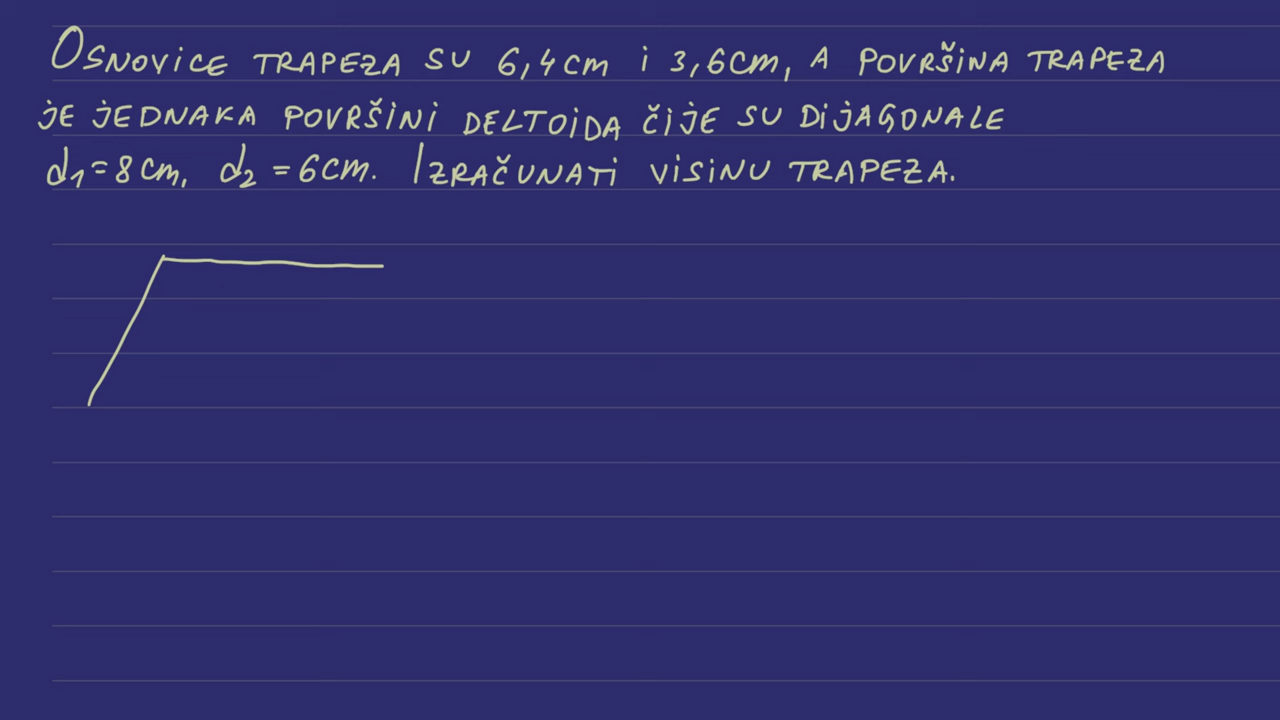 OSNOVICE TRAPEZA SU 6,4cm i 3,6cm, A POVRŠINA TRAPEZA
JE JEDNAKA POVRŠINI DELTOIDA ČIJE SU DIJAGONALE
d₁=8cm, d₂=6cm. IZRAČUNATI VISINU TRAPEZA.